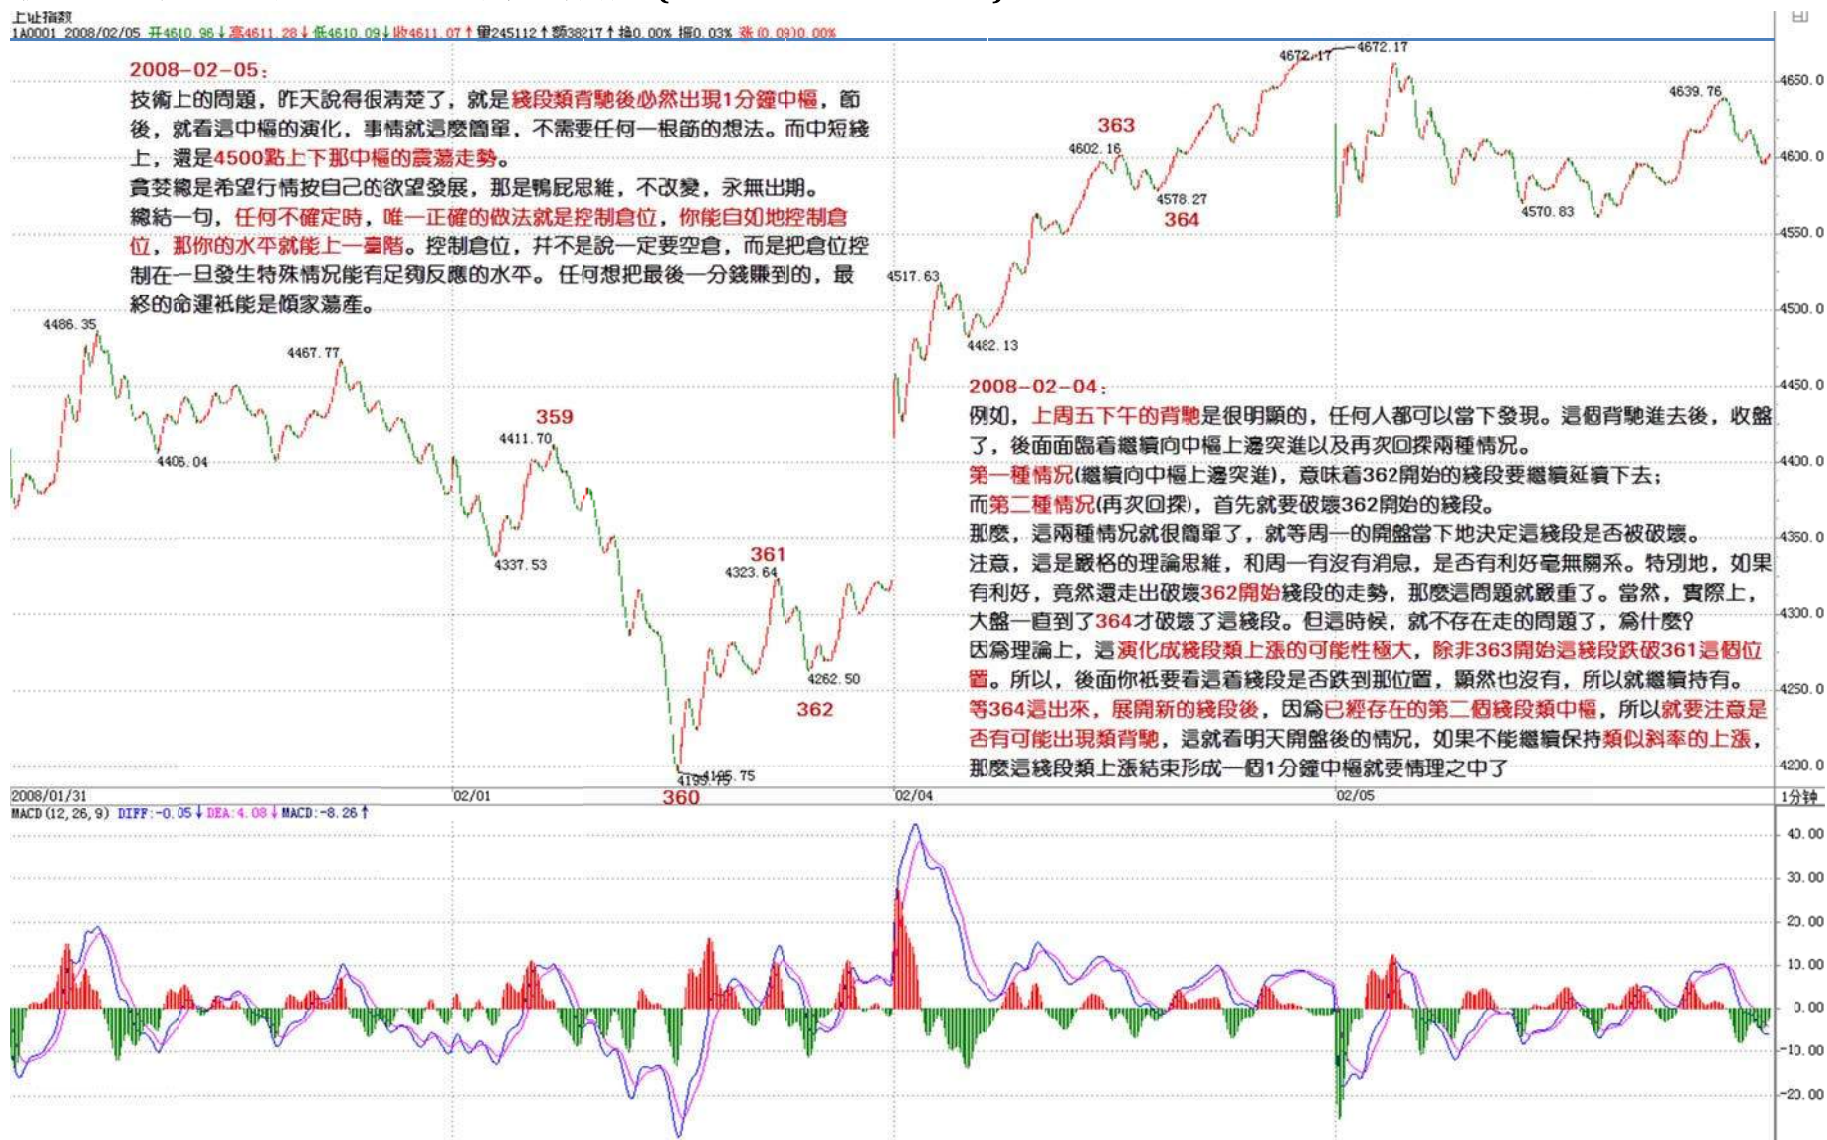 上证指数
1A0001 2008/02/05 开4610.96↓高4611.28↓低4610.09↓收4611.07↑量245112↑额38217↑换0.00% 振0.03% 涨(0.09)0.00%
2008-02-05：
技術上的問題，昨天說得很清楚了，就是綫段類背馳後必然出現1分鐘中樞，節
後，就看這中樞的演化，事情就這麼簡單，不需要任何一根筋的想法。而中短綫
上，還是4500點上下那中樞的震蕩走勢。
貪婪總是希望行情按自己的欲望發展，那是鴨屁思維，不改變，永無出期。
總結一句，任何不確定時，唯一正確的做法就是控制倉位，你能自如地控制倉
位，那你的水平就能上一臺階。控制倉位，并不是說一定要空倉，而是把倉位控
制在一旦發生特殊情况能有足夠反應的水平。任何想把最後一分錢賺到的，最
終的命運衹能是傾家蕩產。
4486.35
4467.77
4406.04
359
4411.70
4337.53
361
4323.64
4262.50
362
4195.75
360
4517.63
4482.13
363
4602.16
4578.27
364
4672.17
4672.17
4639.76
4570.83
2008-02-04：
例如，上周五下午的背馳是很明顯的，任何人都可以當下發現。這個背馳進去後，收盤
了，後面面臨着繼續向中樞上邊突進以及再次回探兩種情况。
第一種情况(繼續向中樞上邊突進)，意味着362開始的綫段要繼續延續下去；
而第二種情况(再次回探)，首先就要破壞362開始的綫段。
那麼，這兩種情况就很簡單了，就等周一的開盤當下地決定這綫段是否被破壞。
注意，這是嚴格的理論思維，和周一有沒有消息，是否有利好毫無關系。特別地，如果
有利好，竟然還走出破壞362開始綫段的走勢，那麼這問題就嚴重了。當然，實際上，
大盤一直到了364才破壞了這綫段。但這時候，就不存在走的問題了，爲什麼？
因爲理論上，這演化成綫段類上漲的可能性極大，除非363開始這綫段跌破361這個位
置。所以，後面你衹要看這着綫段是否跌到那位置，顯然也沒有，所以就繼續持有。
等364這出來，展開新的綫段後，因爲已經存在的第二個綫段類中樞，所以就要注意是
否有可能出現類背馳，這就看明天開盤後的情况，如果不能繼續保持類似斜率的上漲，
那麼這綫段類上漲結束形成一個1分鐘中樞就要情理之中了
4650.0
4600.0
4550.0
4500.0
4450.0
4400.0
4350.0
4300.0
4250.0
4200.0
2008/01/31
02/01
02/04
02/05
1分钟
MACD(12,26,9) DIFF:-0.05↓DEA:4.08↓MACD:-8.26↑
40.00
30.00
20.00
10.00
0.00
-10.00
-20.00